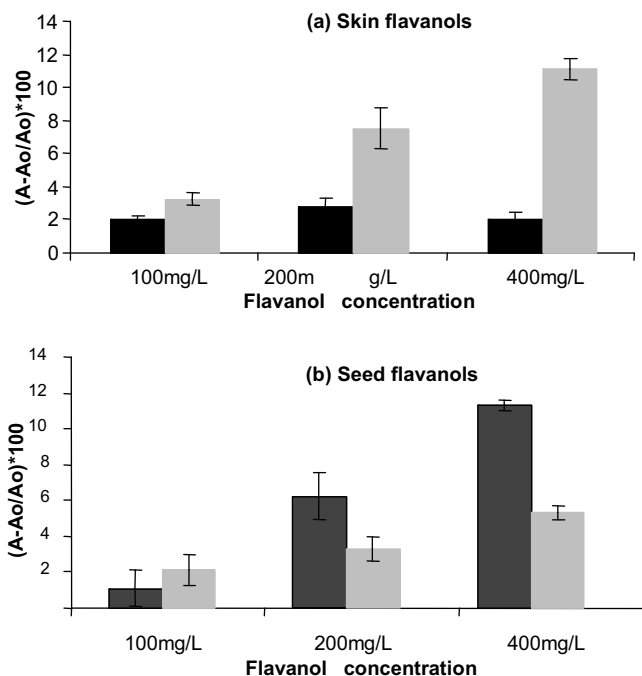 (a) Skin flavanols
(A-Ao/Ao)*100
14
12
10
8
6
4
2
0
100mg/L 200m g/L 400mg/L
Flavanol concentration
(b) Seed flavanols
(A-Ao/Ao)*100
14
12
10
8
6
4
2
100mg/L 200mg/L 400mg/L
Flavanol concentration